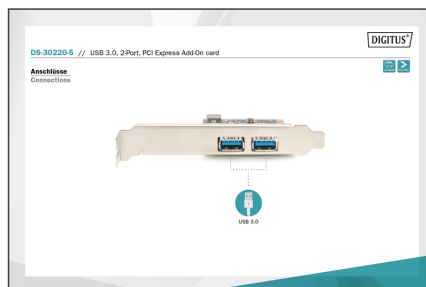 DIGITUS®
DS-30220-5 // USB 3.0, 2-Port, PCI Express Add-On card
Anschlüsse
Connections
USB 3.0